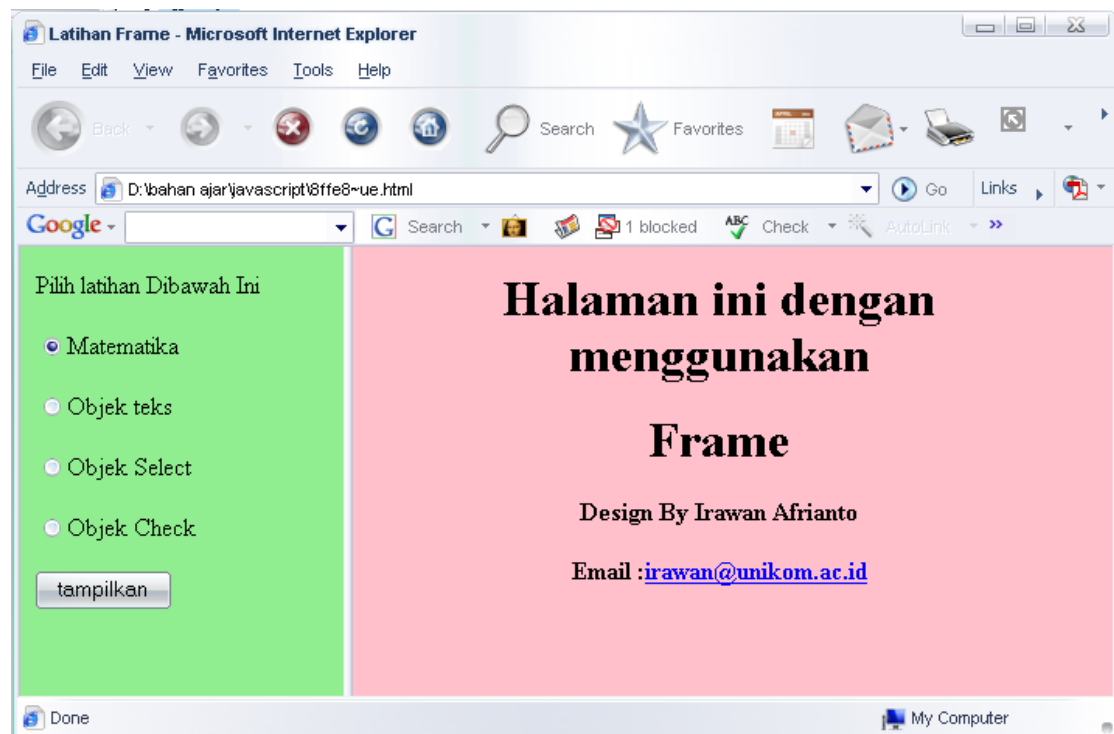 Latihan Frame - Microsoft Internet Explorer
File Edit View Favorites Tools Help
Back Search Favorites
Address D:\bahan ajar\javascript\8ffe8~ue.html Go Links
Google Search 1 blocked ABC Check AutoLink »
Pilih latihan Dibawah Ini
Matematika
Objek teks
Objek Select
Objek Check
tampilkan
Halaman ini dengan
menggunakan
Frame
Design By Irawan Afrianto
Email :irawan@unikom.ac.id
Done My Computer